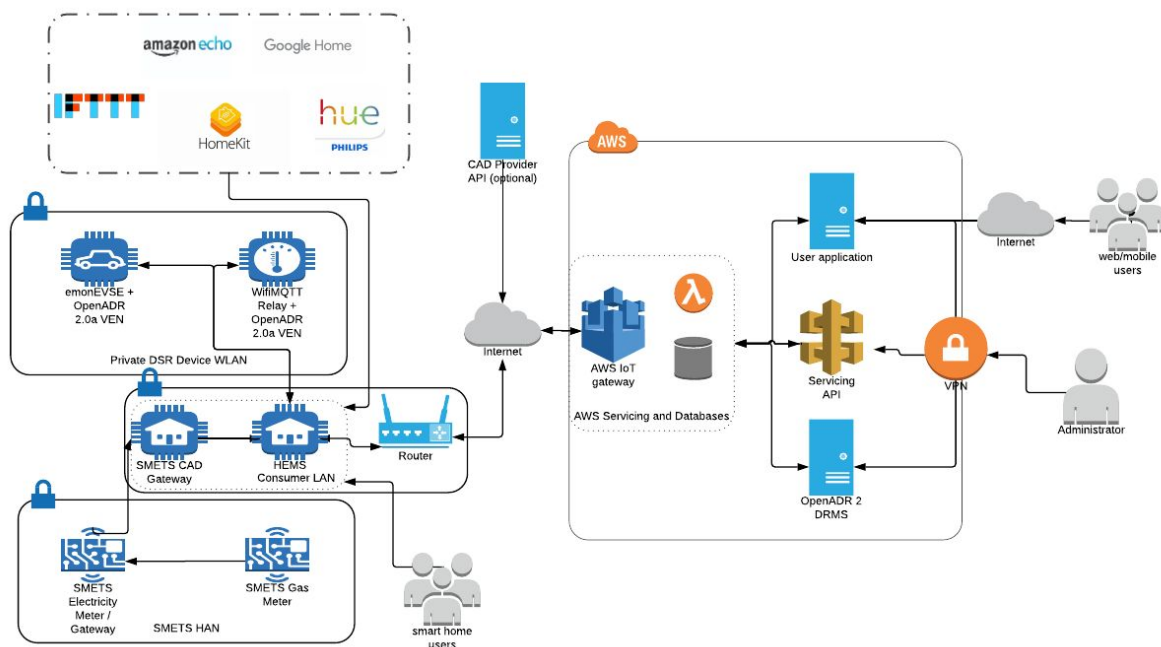 amazon echo
Google Home
IFTTT
HomeKit
hue
PHILIPS
CAD Provider
API (optional)
AWS
User application
Internet
web/mobile
users
emonEVSE +
OpenADR
2.0a VEN
WifiMQTT
Relay +
OpenADR
2.0a VEN
Private DSR Device WLAN
Internet
AWS IoT
gateway
AWS Servicing and Databases
Servicing
API
VPN
Administrator
SMETS CAD
Gateway
HEMS
Consumer LAN
Router
OpenADR 2
DRMS
SMETS
Electricity
Meter /
Gateway
SMETS Gas
Meter
SMETS HAN
smart home
users